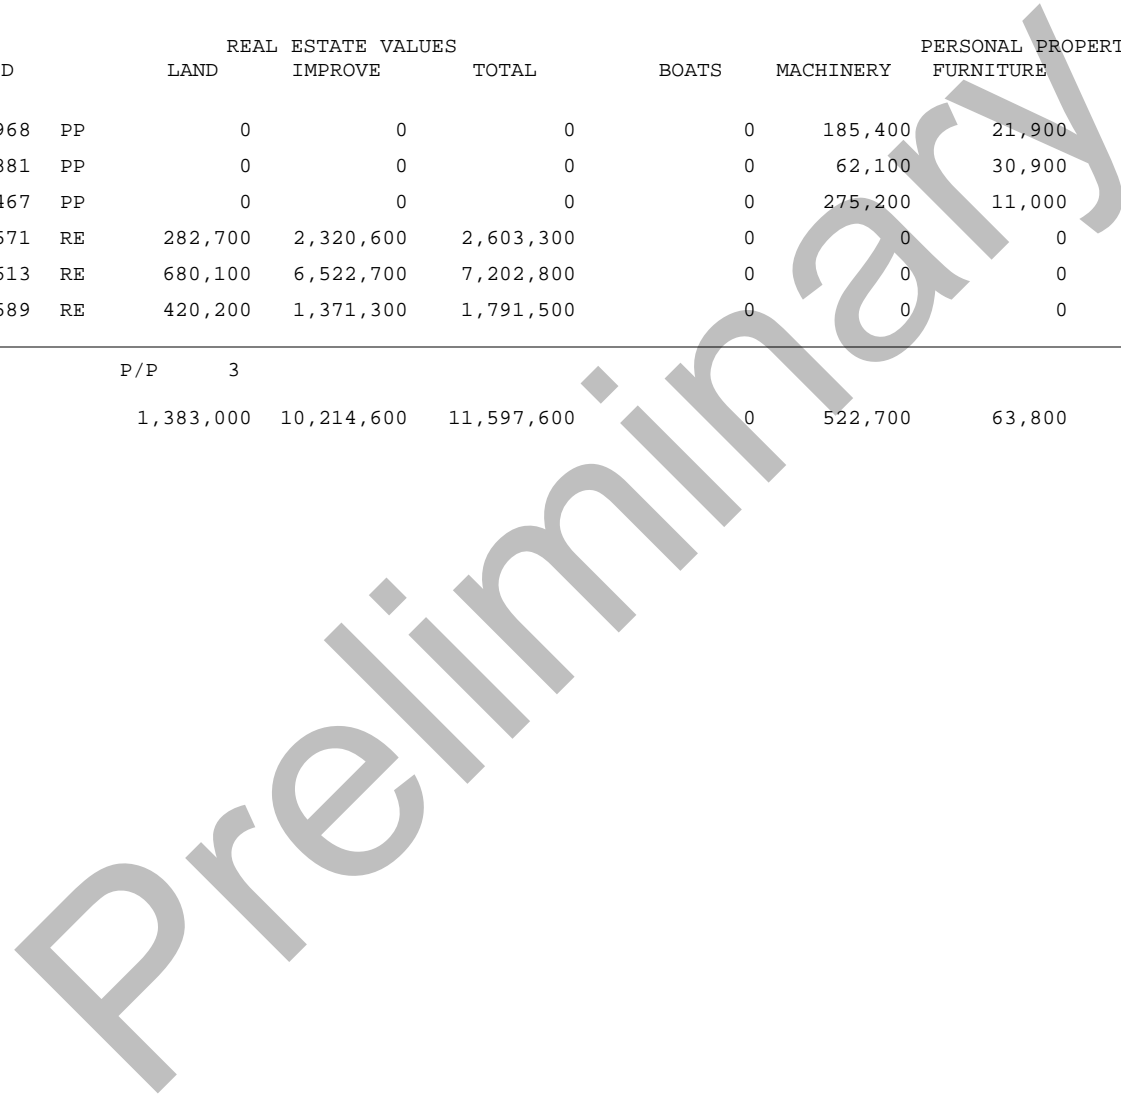 REAL ESTATE VALUES PERSONAL PROPERT
D LAND IMPROVE TOTAL BOATS MACHINERY FURNITURE
968 PP 0 0 0 0 185,400 21,900
881 PP 0 0 0 0 62,100 30,900
467 PP 0 0 0 0 275,200 11,000
571 RE 282,700 2,320,600 2,603,300 0 0 0
513 RE 680,100 6,522,700 7,202,800 0 0 0
589 RE 420,200 1,371,300 1,791,500 0 0 0
P/P 3
1,383,000 10,214,600 11,597,600 0 522,700 63,800
Preliminary